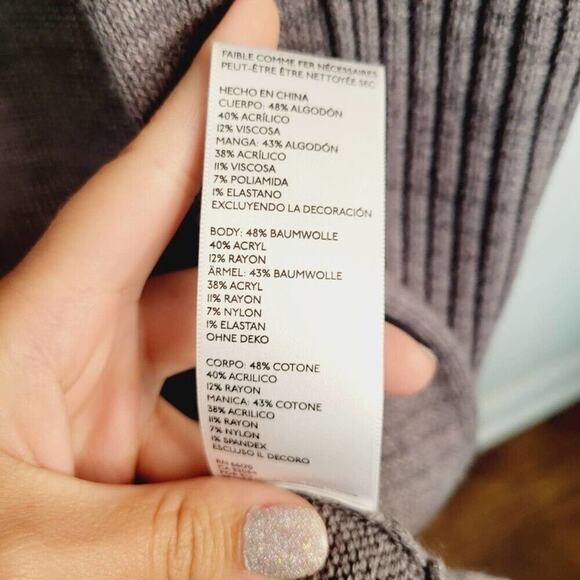 FAIBLE COMME FER NÉCESSAIRES
PEUT-ÊTRE ÊTRE NETTOYÉE SEC
HECHO EN CHINA
CUERPO: 48% ALGODÓN
40% ACRÍLICO
12% VISCOSA
MANGA: 43% ALGODÓN
38% ACRÍLICO
11% VISCOSA
7% POLIAMIDA
1% ELASTANO
EXCLUYENDO LA DECORACIÓN
BODY: 48% BAUMWOLLE
40% ACRYL
12% RAYON
ÄRMEL: 43% BAUMWOLLE
38% ACRYL
11% RAYON
7% NYLON
1% ELASTAN
OHNE DEKO
CORPO: 48% COTONE
40% ACRILICO
12% RAYON
MANICA: 43% COTONE
38% ACRILICO
11% RAYON
7% NYLON
1% SPANDEX
ESCLUSO IL DECORO
RN 66170